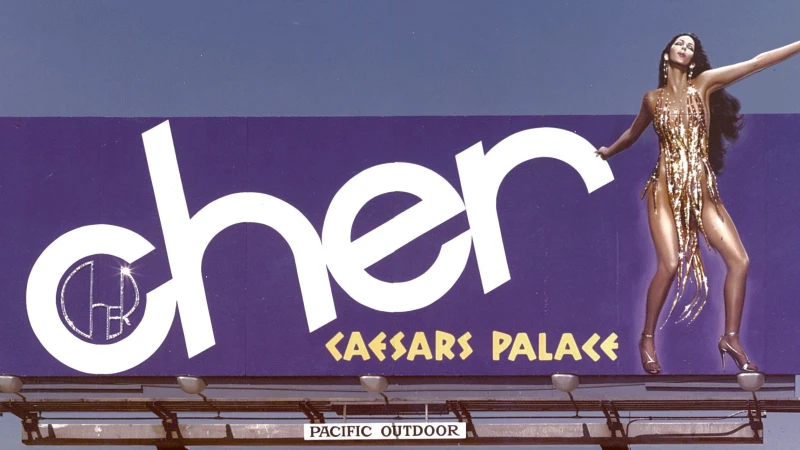 cher
CHER
CAESARS PALACE
PACIFIC OUTDOOR